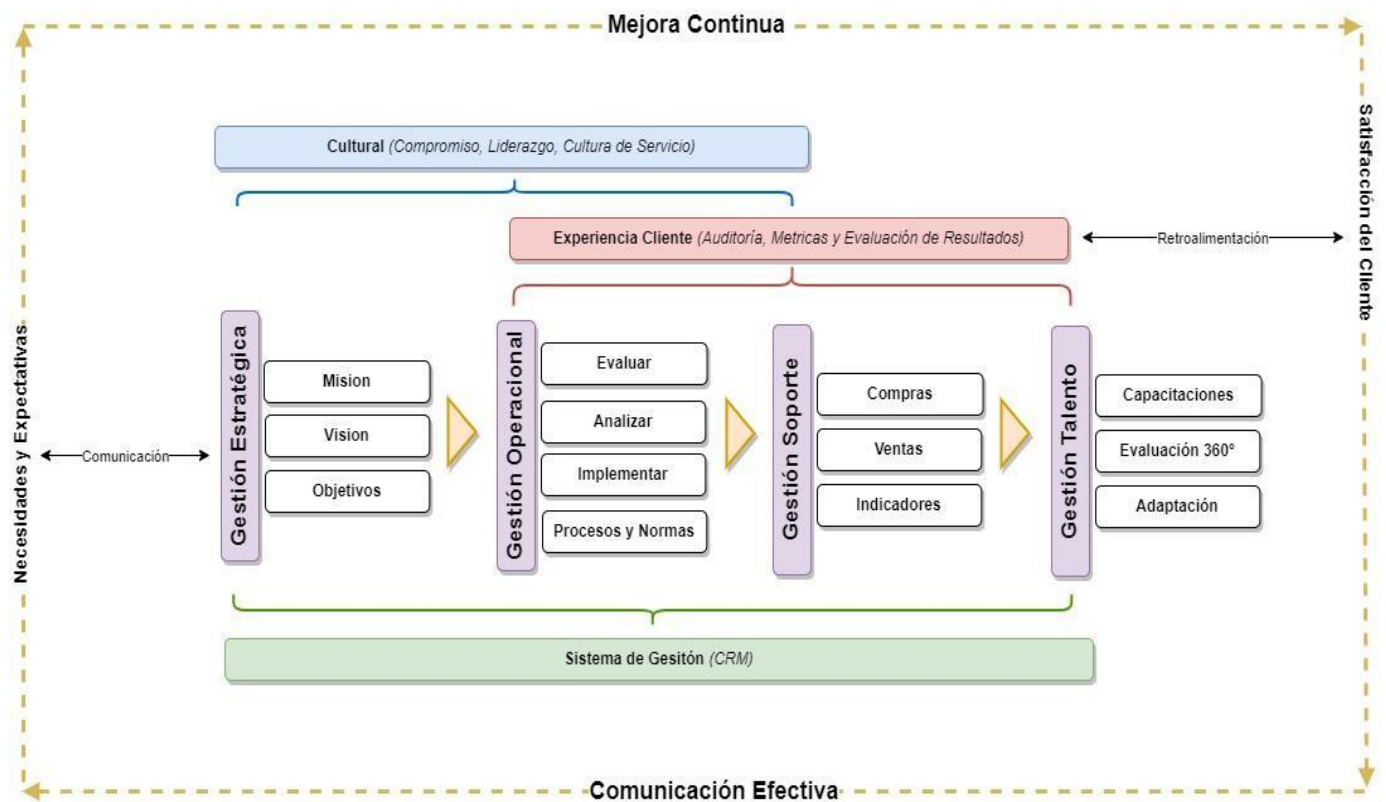 Mejora Continua
Cultural (Compromiso, Liderazgo, Cultura de Servicio)
Experiencia Cliente (Auditoría, Metricas y Evaluación de Resultados)
Retroalimentación
Satisfacción del Cliente
Necesidades y Expectativas
Comunicación
Gestión Estratégica
Mision
Vision
Objetivos
Gestión Operacional
Evaluar
Analizar
Implementar
Procesos y Normas
Gestión Soporte
Compras
Ventas
Indicadores
Gestión Talento
Capacitaciones
Evaluación 360º
Adaptación
Sistema de Gesitón (CRM)
Comunicación Efectiva